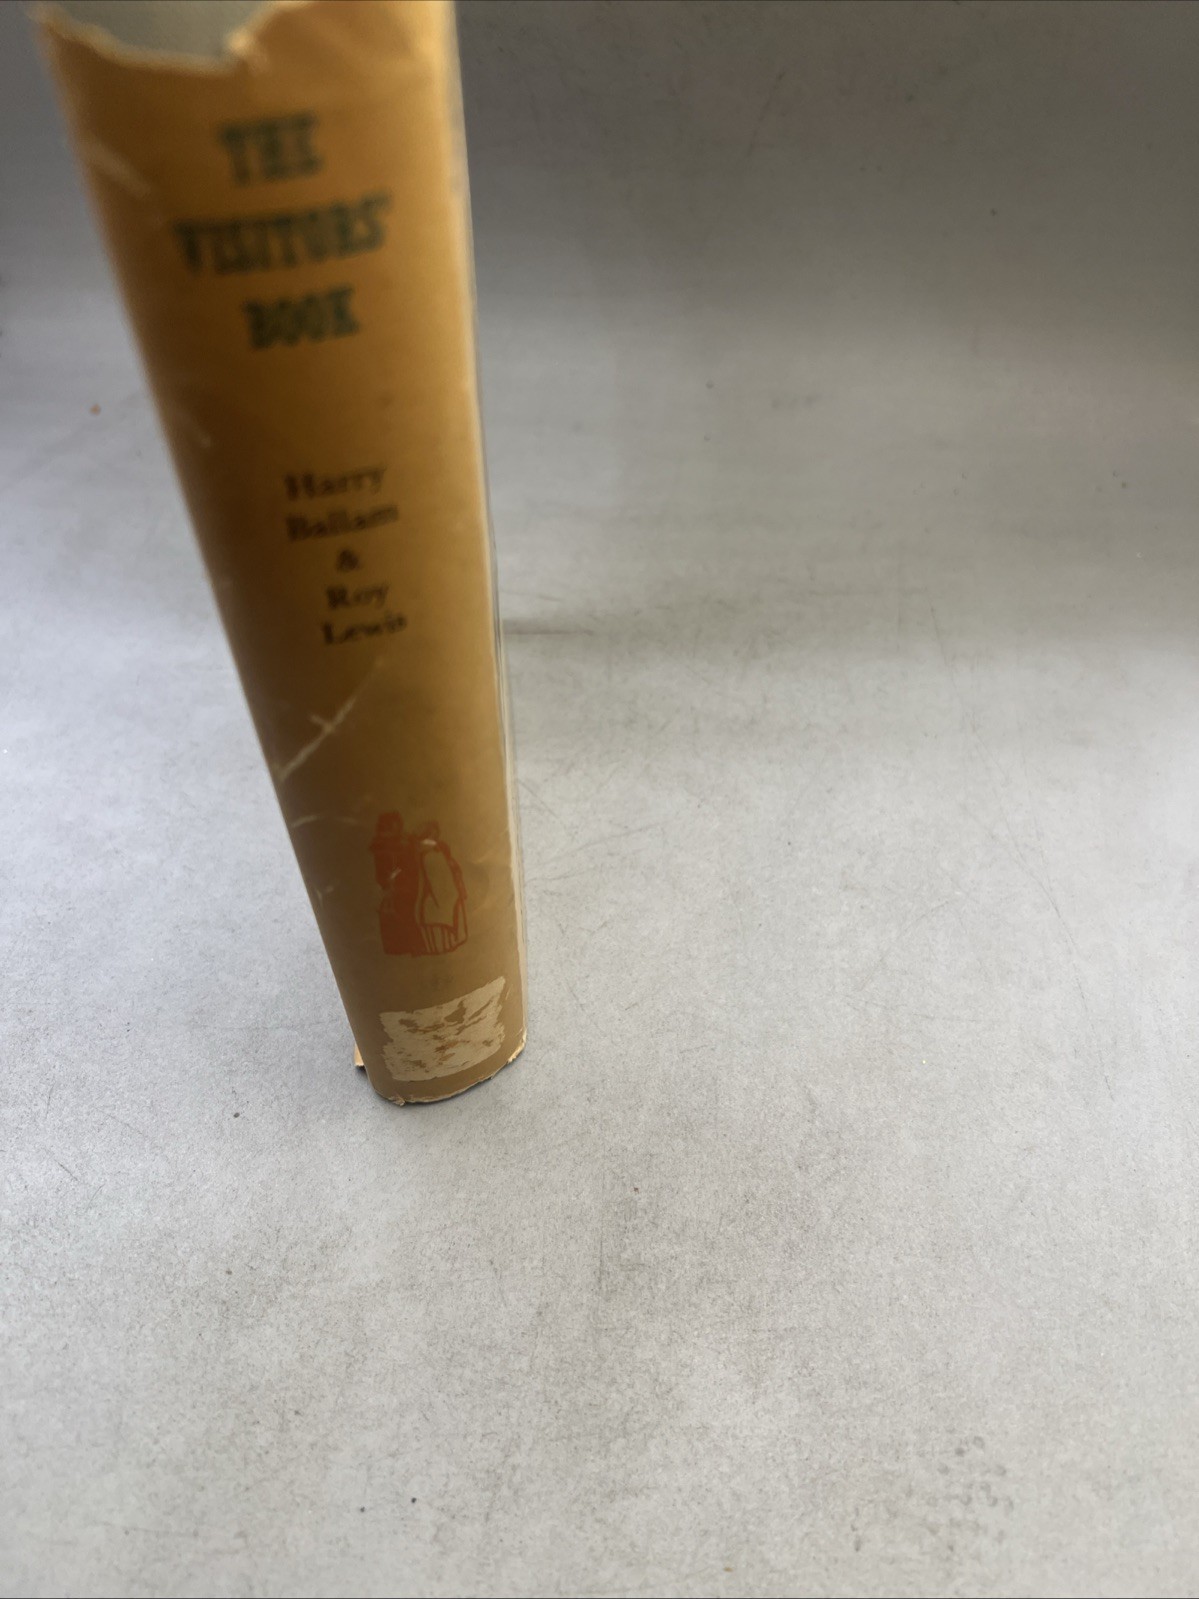 THE
VISITORS'
BOOK
Harry
Ballam
&
Roy
Lewis